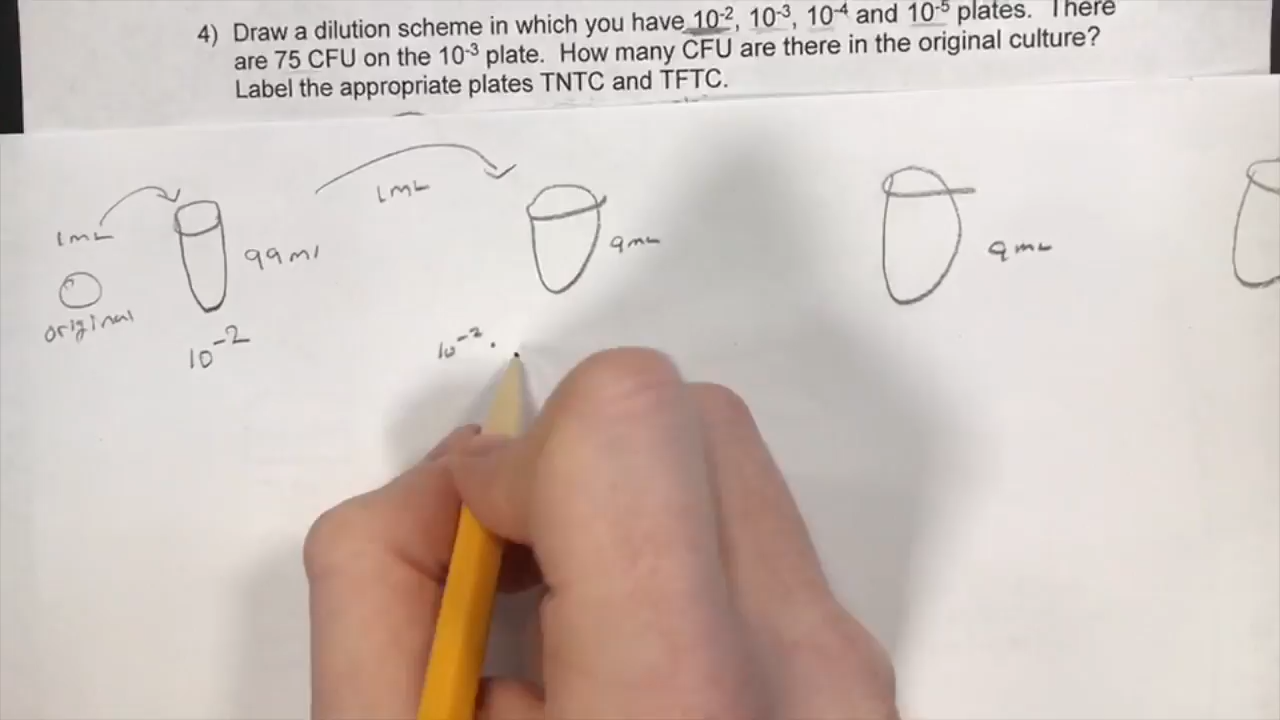 4) Draw a dilution scheme in which you have 10⁻², 10⁻³, 10⁻⁴ and 10⁻⁵ plates. There
are 75 CFU on the 10⁻³ plate. How many CFU are there in the original culture?
Label the appropriate plates TNTC and TFTC.
1mL
1mL
99ml
9mL
9mL
original
10⁻²
10⁻² ·